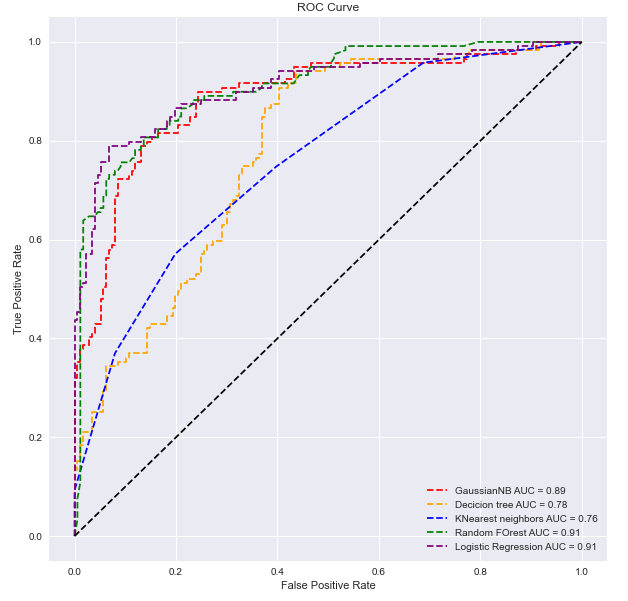 ROC Curve
1.0
0.8
0.6
0.4
0.2
0.0
True Positive Rate
GaussianNB AUC = 0.89
Decicion tree AUC = 0.78
KNearest neighbors AUC = 0.76
Random FOrest AUC = 0.91
Logistic Regression AUC = 0.91
0.0 0.2 0.4 0.6 0.8 1.0
False Positive Rate